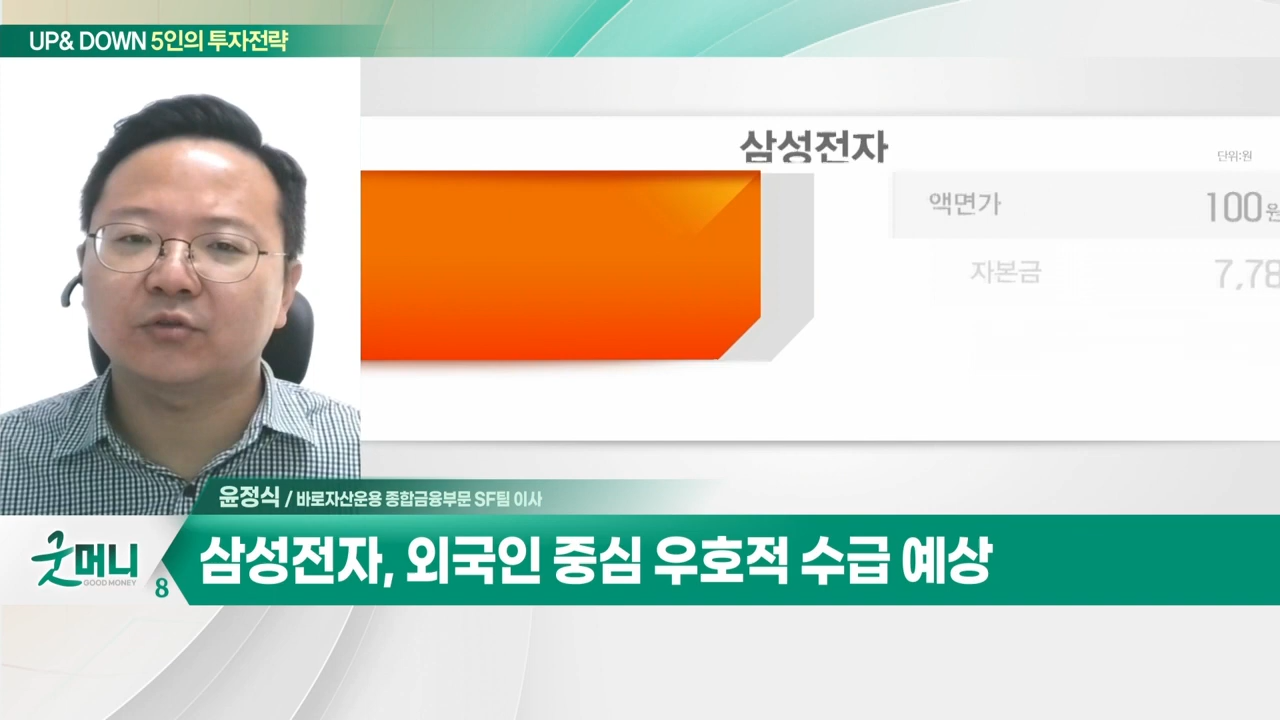 UP& DOWN 5인의 투자전략
삼성전자
단위:원
액면가 100원
자본금 7,78
윤정식 / 바로자산운용 종합금융부문 SF팀 이사
굿머니
GOOD MONEY
8
삼성전자, 외국인 중심 우호적 수급 예상